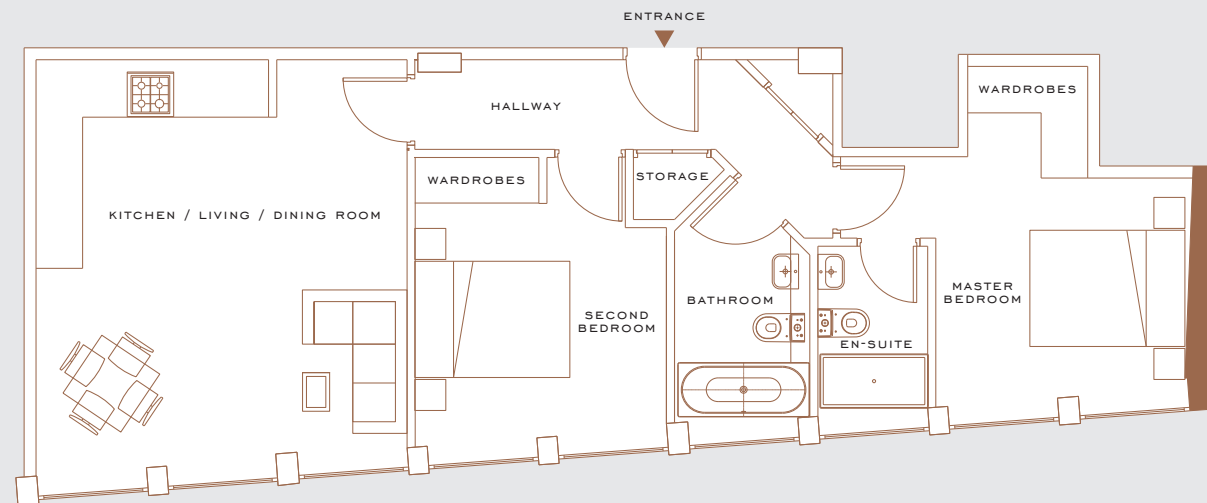 ENTRANCE
HALLWAY
WARDROBES
WARDROBES
STORAGE
KITCHEN / LIVING / DINING ROOM
SECOND
BEDROOM
BATHROOM
EN-SUITE
MASTER
BEDROOM